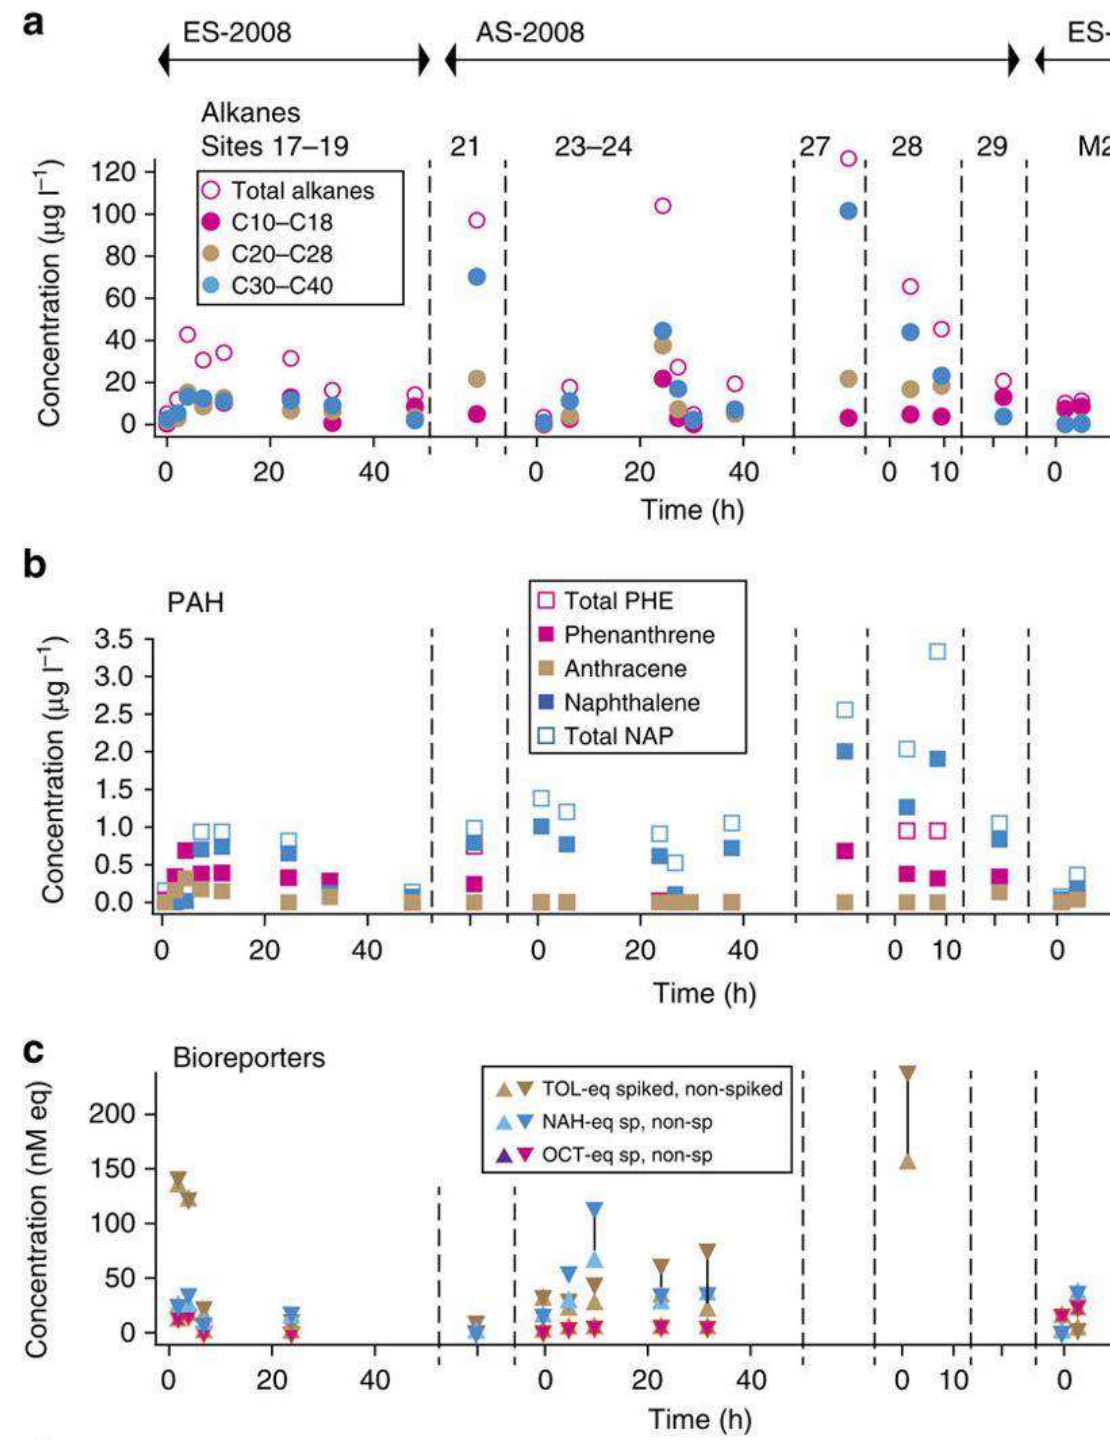 a
ES-2008 AS-2008 ES-
Alkanes
Sites 17–19 21 23–24 27 28 29 M2
Concentration (µg l⁻¹)
120
100
80
60
40
20
0
Total alkanes
C10–C18
C20–C28
C30–C40
0 20 40 0 20 40 0 10 0
Time (h)
b
PAH
Concentration (µg l⁻¹)
3.5
3.0
2.5
2.0
1.5
1.0
0.5
0.0
Total PHE
Phenanthrene
Anthracene
Naphthalene
Total NAP
0 20 40 0 20 40 0 10 0
Time (h)
c
Bioreporters
Concentration (nM eq)
200
150
100
50
0
TOL-eq spiked, non-spiked
NAH-eq sp, non-sp
OCT-eq sp, non-sp
0 20 40 0 20 40 0 10 0
Time (h)